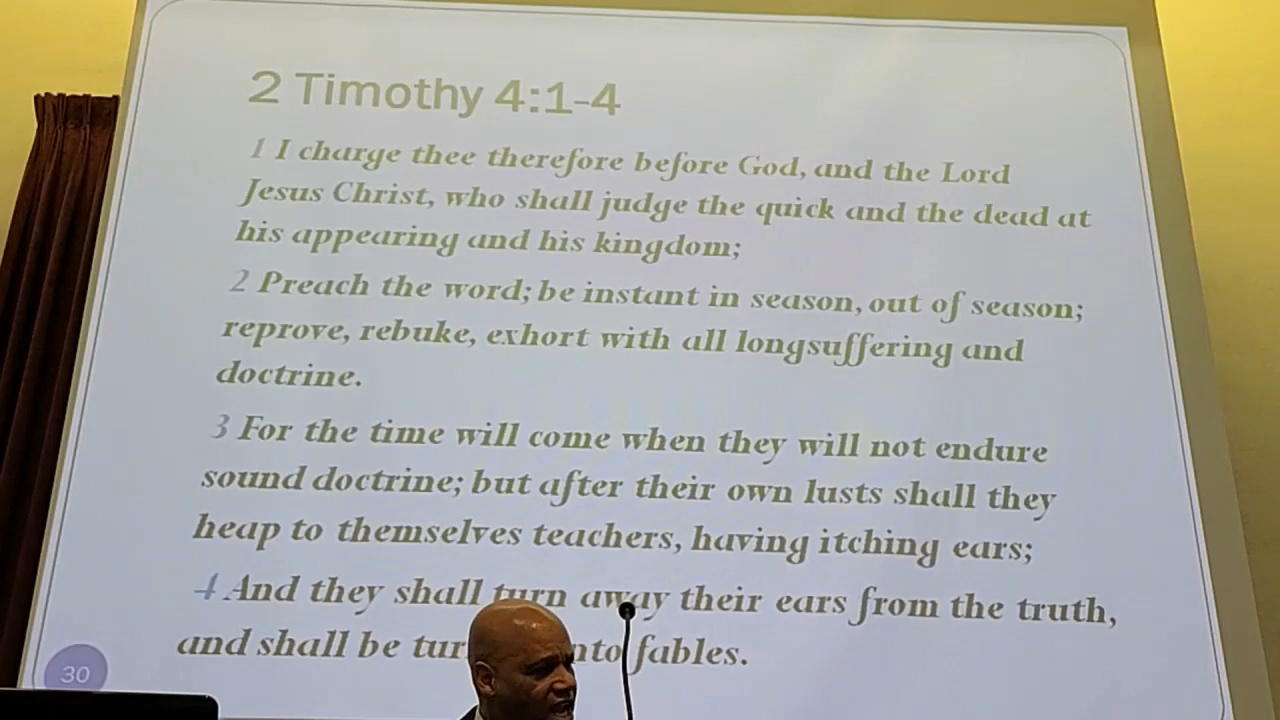 2 Timothy 4:1-4
1 I charge thee therefore before God, and the Lord
Jesus Christ, who shall judge the quick and the dead at
his appearing and his kingdom;
2 Preach the word; be instant in season, out of season;
reprove, rebuke, exhort with all longsuffering and
doctrine.
3 For the time will come when they will not endure
sound doctrine; but after their own lusts shall they
heap to themselves teachers, having itching ears;
4 And they shall turn away their ears from the truth,
and shall be fables.
30